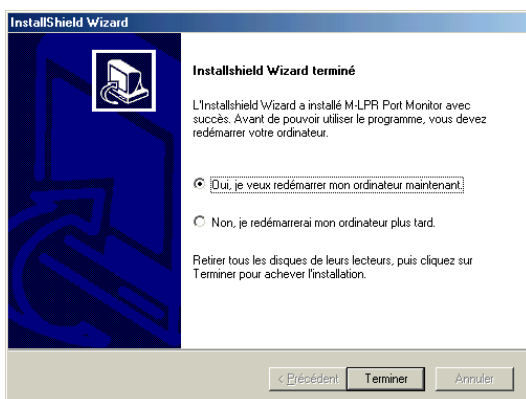 InstallShield Wizard
Installshield Wizard terminé
L'Installshield Wizard a installé M-LPR Port Monitor avec
succès. Avant de pouvoir utiliser le programme, vous devez
redémarrer votre ordinateur.
Oui, je veux redémarrer mon ordinateur maintenant.
Non, je redémarrerai mon ordinateur plus tard.
Retirer tous les disques de leurs lecteurs, puis cliquez sur
Terminer pour achever l'installation.
< Précédent
Terminer
Annuler